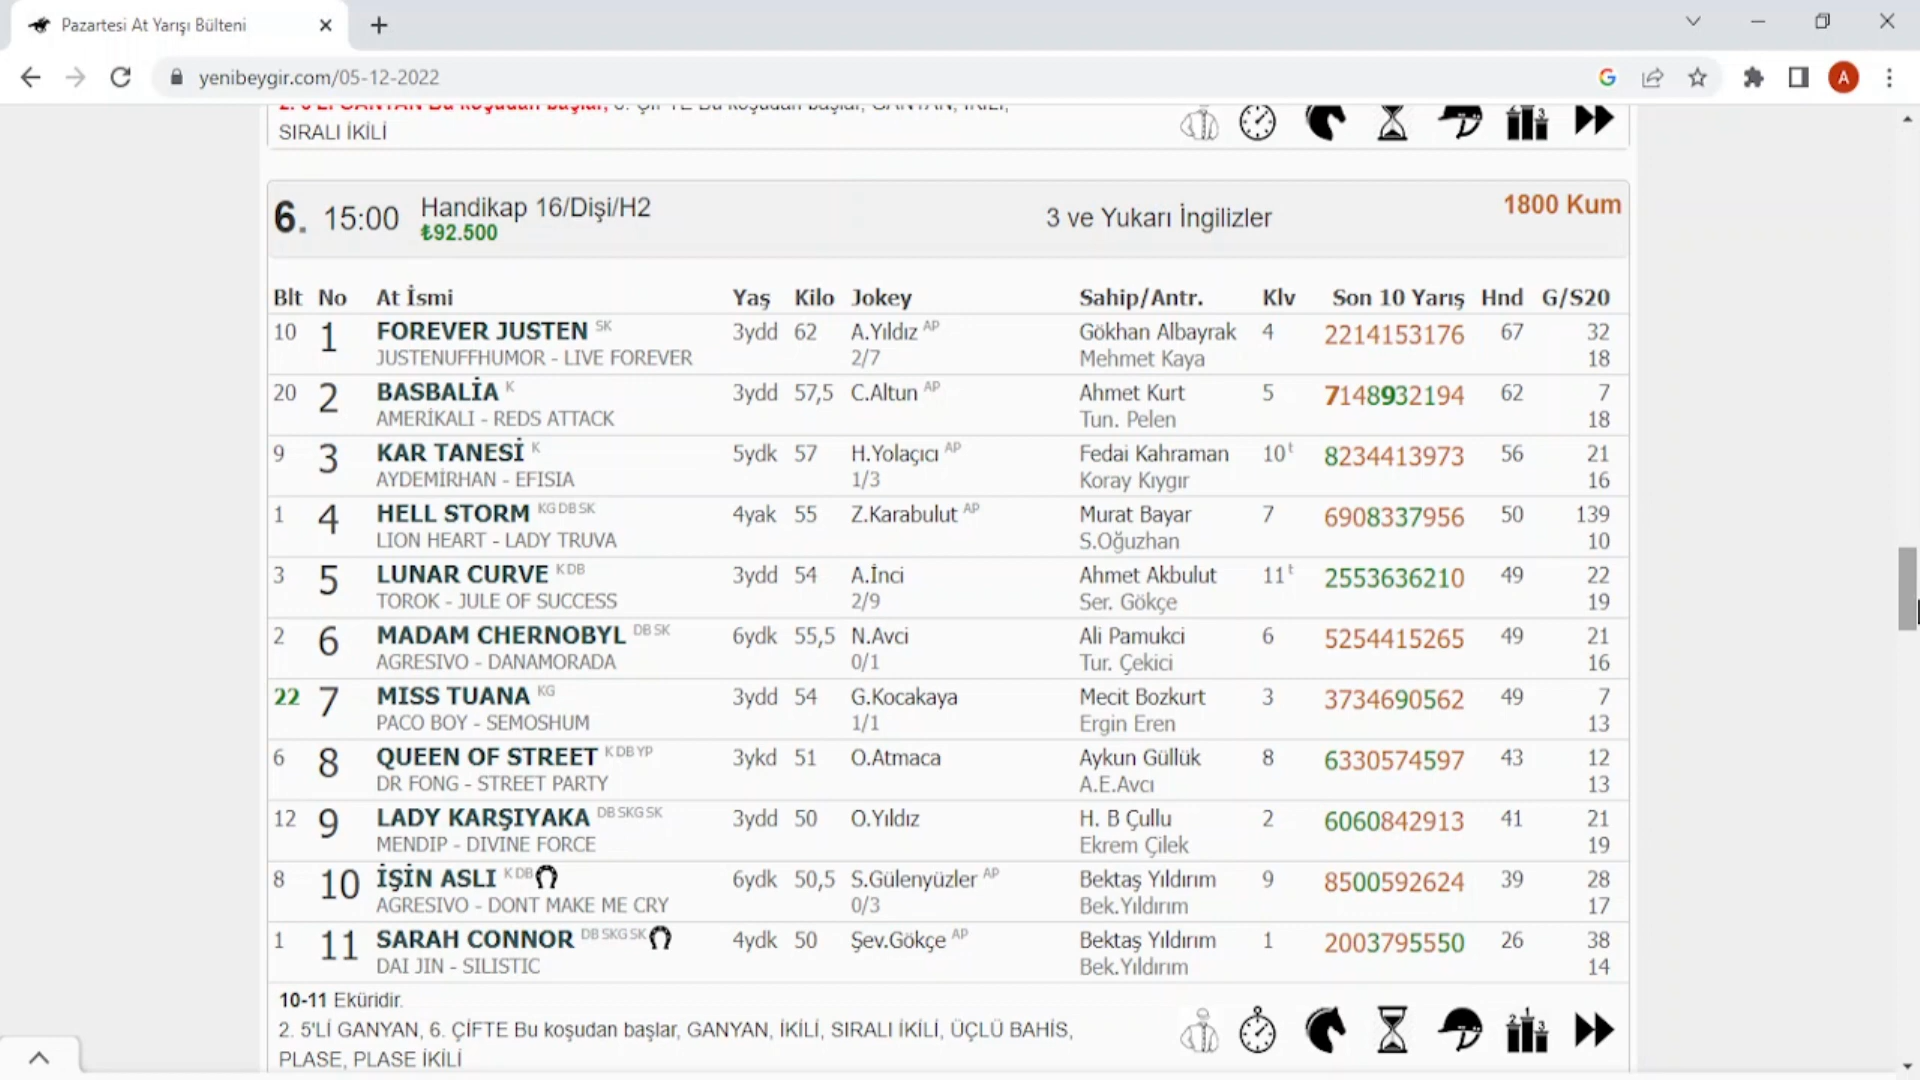 Pazartesi At Yarışı Bülteni
yenibeygir.com/05-12-2022
A
SIRALI İKİLİ
6. 15:00 Handikap 16/Dişi/H2 3 ve Yukarı İngilizler 1800 Kum
₺92.500
Blt No At İsmi Yaş Kilo Jokey Sahip/Antr. Klv Son 10 Yarış Hnd G/S20
10 1 FOREVER JUSTEN SK 3ydd 62 A.Yıldız AP Gökhan Albayrak 4 2214153176 67 32
JUSTENUFFHUMOR - LIVE FOREVER 2/7 Mehmet Kaya 18
20 2 BASBALİA K 3ydd 57,5 C.Altun AP Ahmet Kurt 5 7148932194 62 7
AMERİKALI - REDS ATTACK Tun. Pelen 18
9 3 KAR TANESİ K 5ydk 57 H.Yolaçıcı AP Fedai Kahraman 10t 8234413973 56 21
AYDEMİRHAN - EFISIA 1/3 Koray Kıygır 16
1 4 HELL STORM KG DB SK 4yak 55 Z.Karabulut AP Murat Bayar 7 6908337956 50 139
LION HEART - LADY TRUVA S.Oğuzhan 10
3 5 LUNAR CURVE K DB 3ydd 54 A.İnci Ahmet Akbulut 11t 2553636210 49 22
TOROK - JULE OF SUCCESS 2/9 Ser. Gökçe 19
2 6 MADAM CHERNOBYL DB SK 6ydk 55,5 N.Avci Ali Pamukci 6 5254415265 49 21
AGRESIVO - DANAMORADA 0/1 Tur. Çekici 16
22 7 MISS TUANA KG 3ydd 54 G.Kocakaya Mecit Bozkurt 3 3734690562 49 7
PACO BOY - SEMOSHUM 1/1 Ergin Eren 13
6 8 QUEEN OF STREET K DB YP 3ykd 51 O.Atmaca Aykun Güllük 8 6330574597 43 12
DR FONG - STREET PARTY A.E.Avcı 13
12 9 LADY KARŞIYAKA DB SKG SK 3ydd 50 O.Yıldız H. B Çullu 2 6060842913 41 21
MENDIP - DIVINE FORCE Ekrem Çilek 19
8 10 İŞİN ASLI K DB 6ydk 50,5 S.Gülenyüzler AP Bektaş Yıldırım 9 8500592624 39 28
AGRESIVO - DONT MAKE ME CRY 0/3 Bek.Yıldırım 17
1 11 SARAH CONNOR DB SKG SK 4ydk 50 Şev.Gökçe AP Bektaş Yıldırım 1 2003795550 26 38
DAI JIN - SILISTIC Bek.Yıldırım 14
10-11 Eküridir.
2. 5'Lİ GANYAN, 6. ÇİFTE Bu koşudan başlar, GANYAN, İKİLİ, SIRALI İKİLİ, ÜÇLÜ BAHİS,
PLASE, PLASE İKİLİ